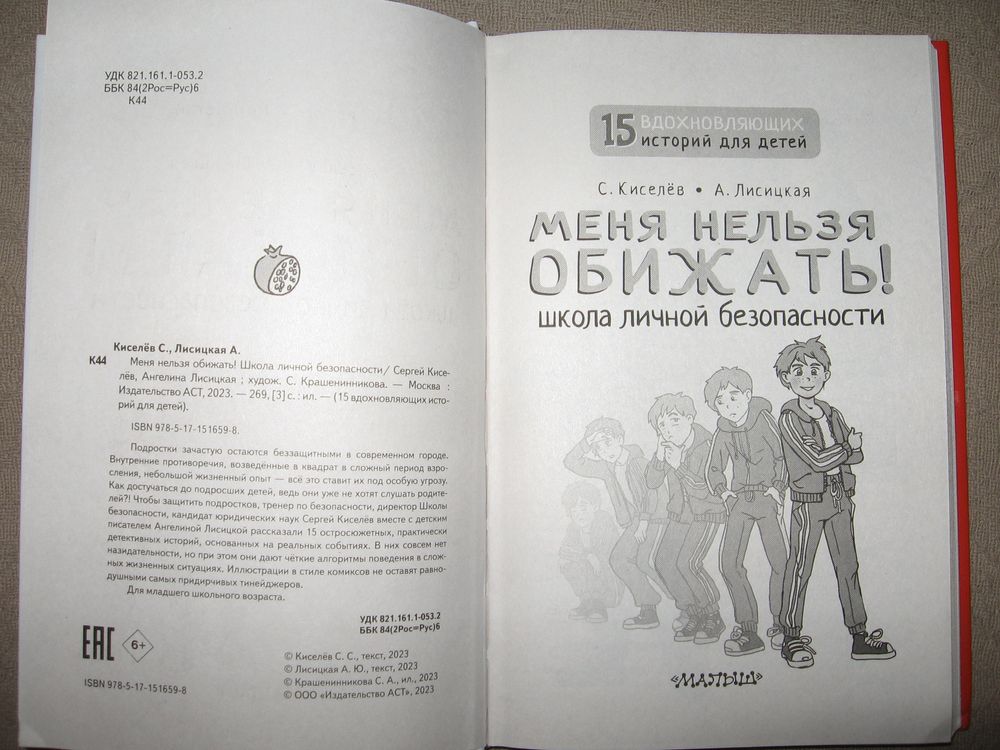 УДК 821.161.1-053.2
ББК 84(2Рос=Рус)6
К44
Киселёв С., Лисицкая А.
К44 Меня нельзя обижать! Школа личной безопасности/ Сергей Кисе-
лёв, Ангелина Лисицкая ; худож. С. Крашенинникова. — Москва :
Издательство АСТ, 2023. — 269, [3] с. : ил. — (15 вдохновляющих исто-
рий для детей).
ISBN 978-5-17-151659-8.
Подростки зачастую остаются беззащитными в современном городе.
Внутренние противоречия, возведённые в квадрат в сложный период взро-
сления, небольшой жизненный опыт — всё это ставит их под особую угрозу.
Как достучаться до подросших детей, ведь они уже не хотят слушать родите-
лей?! Чтобы защитить подростков, тренер по безопасности, директор Школы
безопасности, кандидат юридических наук Сергей Киселёв вместе с детским
писателем Ангелиной Лисицкой рассказали 15 остросюжетных, практически
детективных историй, основанных на реальных событиях. В них совсем нет
назидательности, но при этом они дают чёткие алгоритмы поведения в слож-
ных жизненных ситуациях. Иллюстрации в стиле комиксов не оставят равно-
душными самых придирчивых тинейджеров.
Для младшего школьного возраста.
УДК 821.161.1-053.2
ББК 84(2Рос=Рус)6
EAC 6+
© Киселёв С. С., текст, 2023
© Лисицкая А. Ю., текст, 2023
© Крашенинникова С. А., ил., 2023
© ООО «Издательство АСТ», 2023
ISBN 978-5-17-151659-8
15 ВДОХНОВЛЯЮЩИХ
историй для детей
С. Киселёв • А. Лисицкая
МЕНЯ НЕЛЬЗЯ
ОБИЖАТЬ!
школа личной безопасности
«МАЛЫШ»